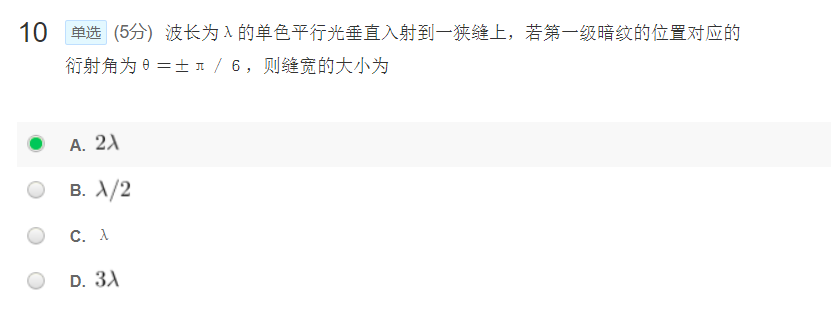 10 单选 (5分) 波长为λ的单色平行光垂直入射到一狭缝上，若第一级暗纹的位置对应的
衍射角为θ＝±π/6，则缝宽的大小为
A. 2λ
B. λ/2
C. λ
D. 3λ